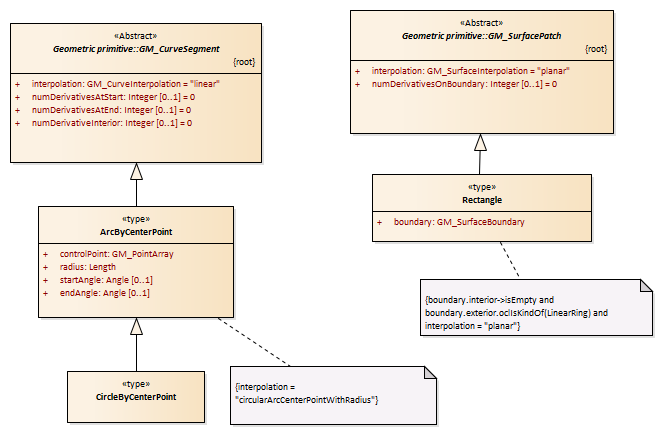 «Abstract»
Geometric primitive::GM_CurveSegment
{root}
+ interpolation: GM_CurveInterpolation = "linear"
+ numDerivativesAtStart: Integer [0..1] = 0
+ numDerivativesAtEnd: Integer [0..1] = 0
+ numDerivativeInterior: Integer [0..1] = 0
«Abstract»
Geometric primitive::GM_SurfacePatch
{root}
+ interpolation: GM_SurfaceInterpolation = "planar"
+ numDerivativesOnBoundary: Integer [0..1] = 0
«type»
ArcByCenterPoint
+ controlPoint: GM_PointArray
+ radius: Length
+ startAngle: Angle [0..1]
+ endAngle: Angle [0..1]
«type»
Rectangle
+ boundary: GM_SurfaceBoundary
{boundary.interior->isEmpty and
boundary.exterior.oclIsKindOf(LinearRing) and
interpolation = "planar"}
«type»
CircleByCenterPoint
{interpolation =
"circularArcCenterPointWithRadius"}